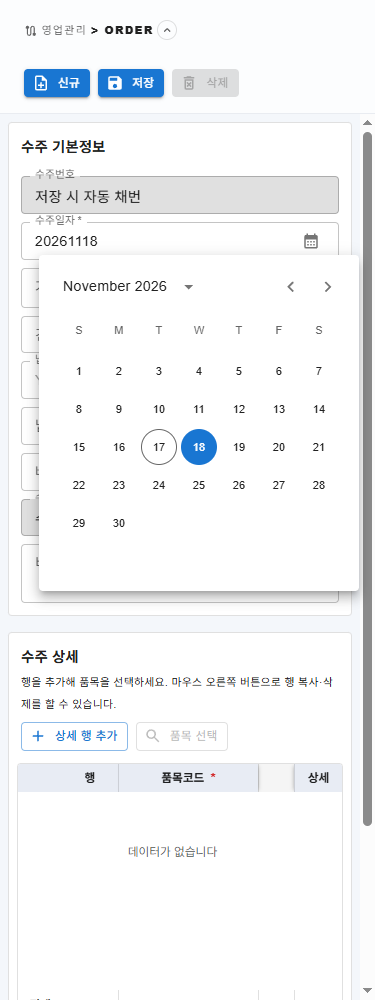 영업관리 > ORDER
신규 저장 삭제
수주 기본정보
수주번호
저장 시 자동 채번
수주일자 *
20261118
November 2026
S M T W T F S
1 2 3 4 5 6 7
8 9 10 11 12 13 14
15 16 17 18 19 20 21
22 23 24 25 26 27 28
29 30
수주 상세
행을 추가해 품목을 선택하세요. 마우스 오른쪽 버튼으로 행 복사·삭
제를 할 수 있습니다.
상세 행 추가 품목 선택
행 품목코드 * 상세
데이터가 없습니다